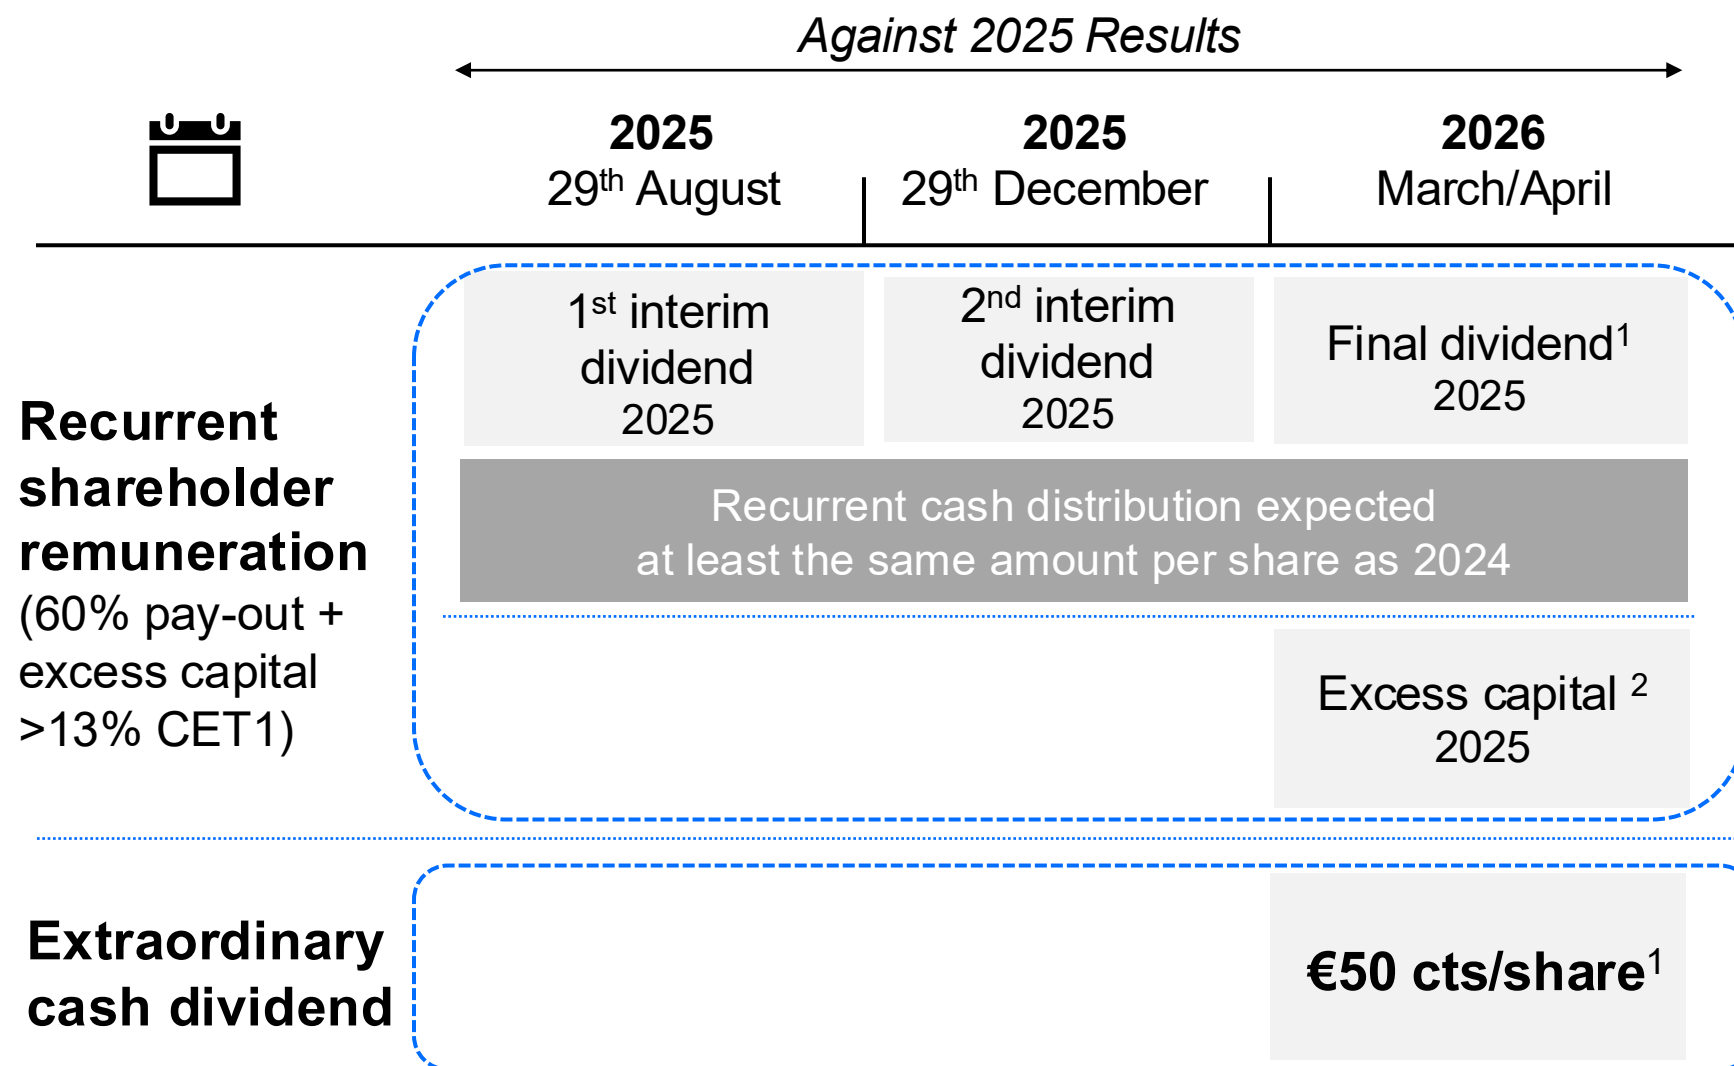 Against 2025 Results
2025
29th August
2025
29th December
2026
March/April
Recurrent
shareholder
remuneration
(60% pay-out +
excess capital
>13% CET1)
1st interim
dividend
2025
2nd interim
dividend
2025
Final dividend1
2025
Recurrent cash distribution expected
at least the same amount per share as 2024
Excess capital 2
2025
Extraordinary
cash dividend
€50 cts/share1